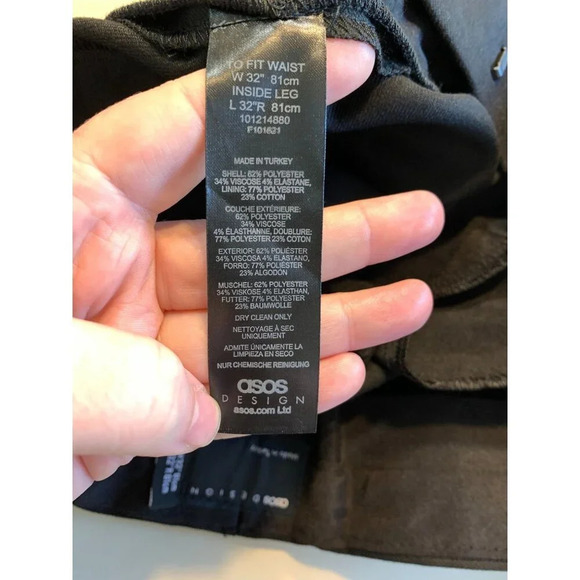 TO FIT WAIST
W 32" 81cm
INSIDE LEG
L 32"R 81cm
101214880
F101621
MADE IN TURKEY
SHELL: 62% POLYESTER
34% VISCOSE 4% ELASTANE,
LINING: 77% POLYESTER
23% COTTON
COUCHE EXTÉRIEURE:
62% POLYESTER
34% VISCOSE
4% ÉLASTHANNE, DOUBLURE:
77% POLYESTER 23% COTON
EXTERIOR: 62% POLIÉSTER
34% VISCOSA 4% ELASTANO,
FORRO: 77% POLIÉSTER
23% ALGODÓN
MUSCHEL: 62% POLYESTER
34% VISKOSE 4% ELASTHAN,
FUTTER: 77% POLYESTER
23% BAUMWOLLE
DRY CLEAN ONLY
NETTOYAGE À SEC
UNIQUEMENT
ADMITE ÚNICAMENTE LA
LIMPIEZA EN SECO
NUR CHEMISCHE REINIGUNG
asos
DESIGN
asos.com Ltd
asos DESIGN